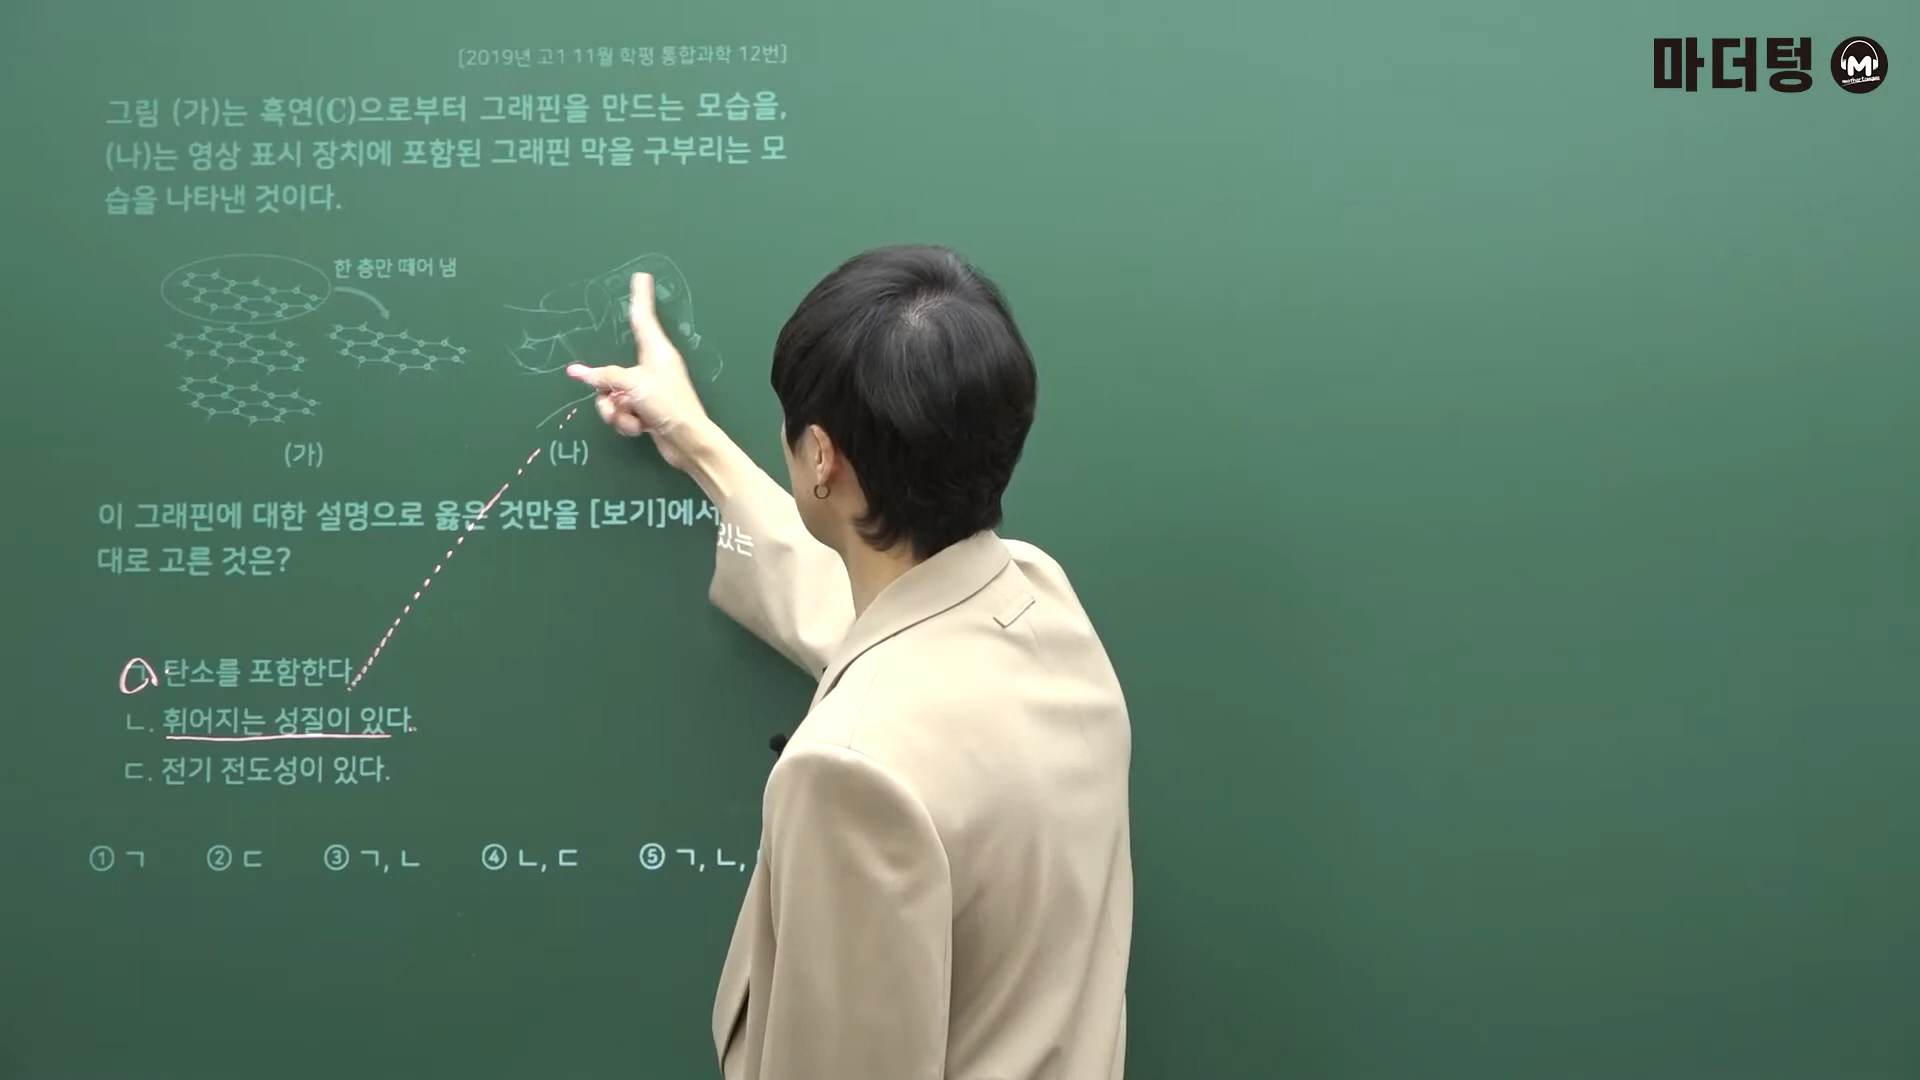 마더텅
[2019년 고1 11월 학평 통합과학 12번]
그림 (가)는 흑연(C)으로부터 그래핀을 만드는 모습을,
(나)는 영상 표시 장치에 포함된 그래핀 막을 구부리는 모
습을 나타낸 것이다.
한 층만 떼어 냄
(가)
(나)
이 그래핀에 대한 설명으로 옳은 것만을 [보기]에서 있는
대로 고른 것은?
ㄱ. 탄소를 포함한다.
ㄴ. 휘어지는 성질이 있다.
ㄷ. 전기 전도성이 있다.
① ㄱ ② ㄷ ③ ㄱ, ㄴ ④ ㄴ, ㄷ ⑤ ㄱ, ㄴ,